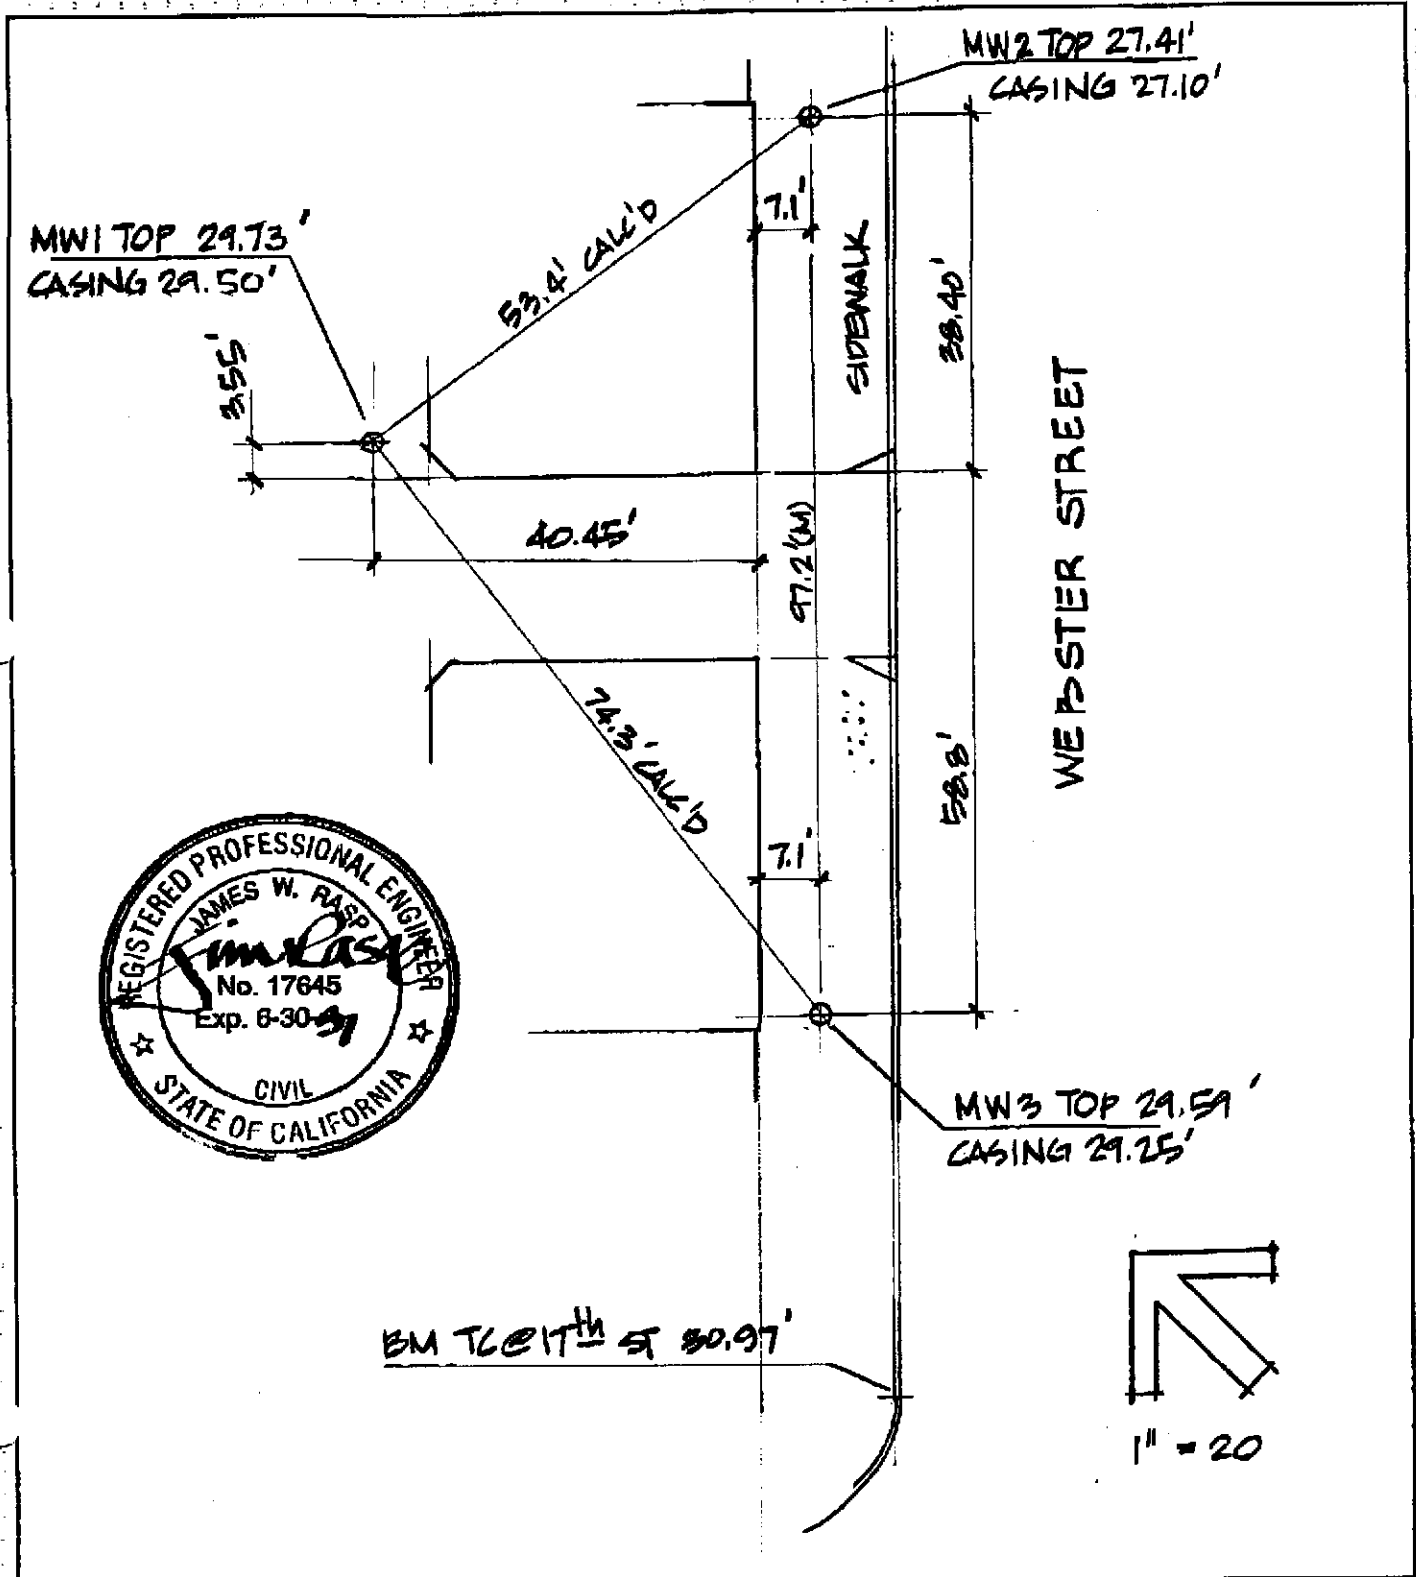 MW2 TOP 27.41'
CASING 27.10'
MW1 TOP 29.73'
CASING 29.50'
7.1'
53.4' CALC'D
SIDEWALK
38.40'
3.55'
WEBSTER STREET
40.45'
97.2'(M)
74.3' CALC'D
58.8'
7.1'
REGISTERED PROFESSIONAL ENGINEER
JAMES W. RASP
No. 17645
Exp. 6-30-
CIVIL
STATE OF CALIFORNIA
MW3 TOP 29.59'
CASING 29.25'
BM TC@17th ST 30.97'
1" = 20